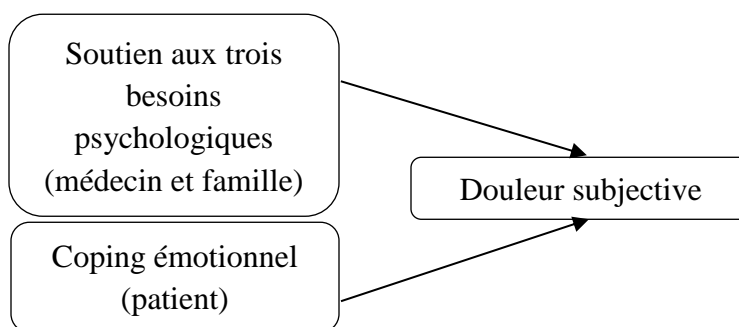 Soutien aux trois
besoins
psychologiques
(médecin et famille)
Douleur subjective
Coping émotionnel
(patient)